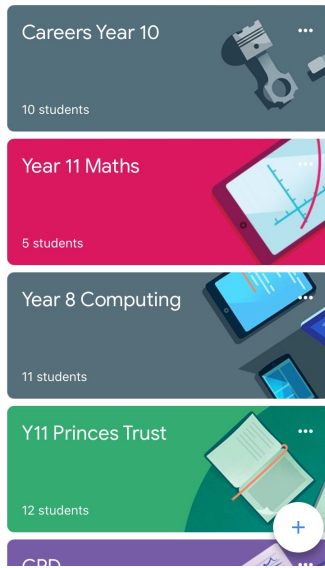 Careers Year 10
10 students
Year 11 Maths
5 students
Year 8 Computing
11 students
Y11 Princes Trust
12 students
CPD